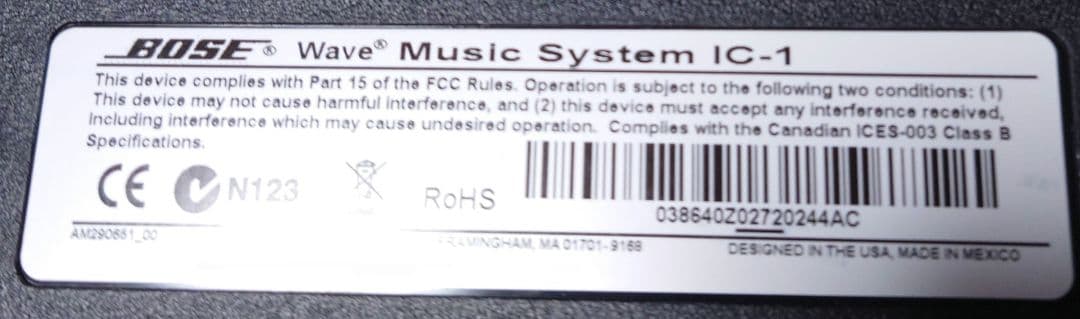 BOSE® Wave® Music System IC-1
This device complies with Part 15 of the FCC Rules. Operation is subject to the following two conditions: (1)
This device may not cause harmful interference, and (2) this device must accept any interference received,
Including interference which may cause undesired operation. Complies with the Canadian ICES-003 Class B
Specifications.
CE N123 RoHS
038640Z02720244AC
AM290661_00
FRAMINGHAM, MA 01701-9168 DESIGNED IN THE USA, MADE IN MEXICO